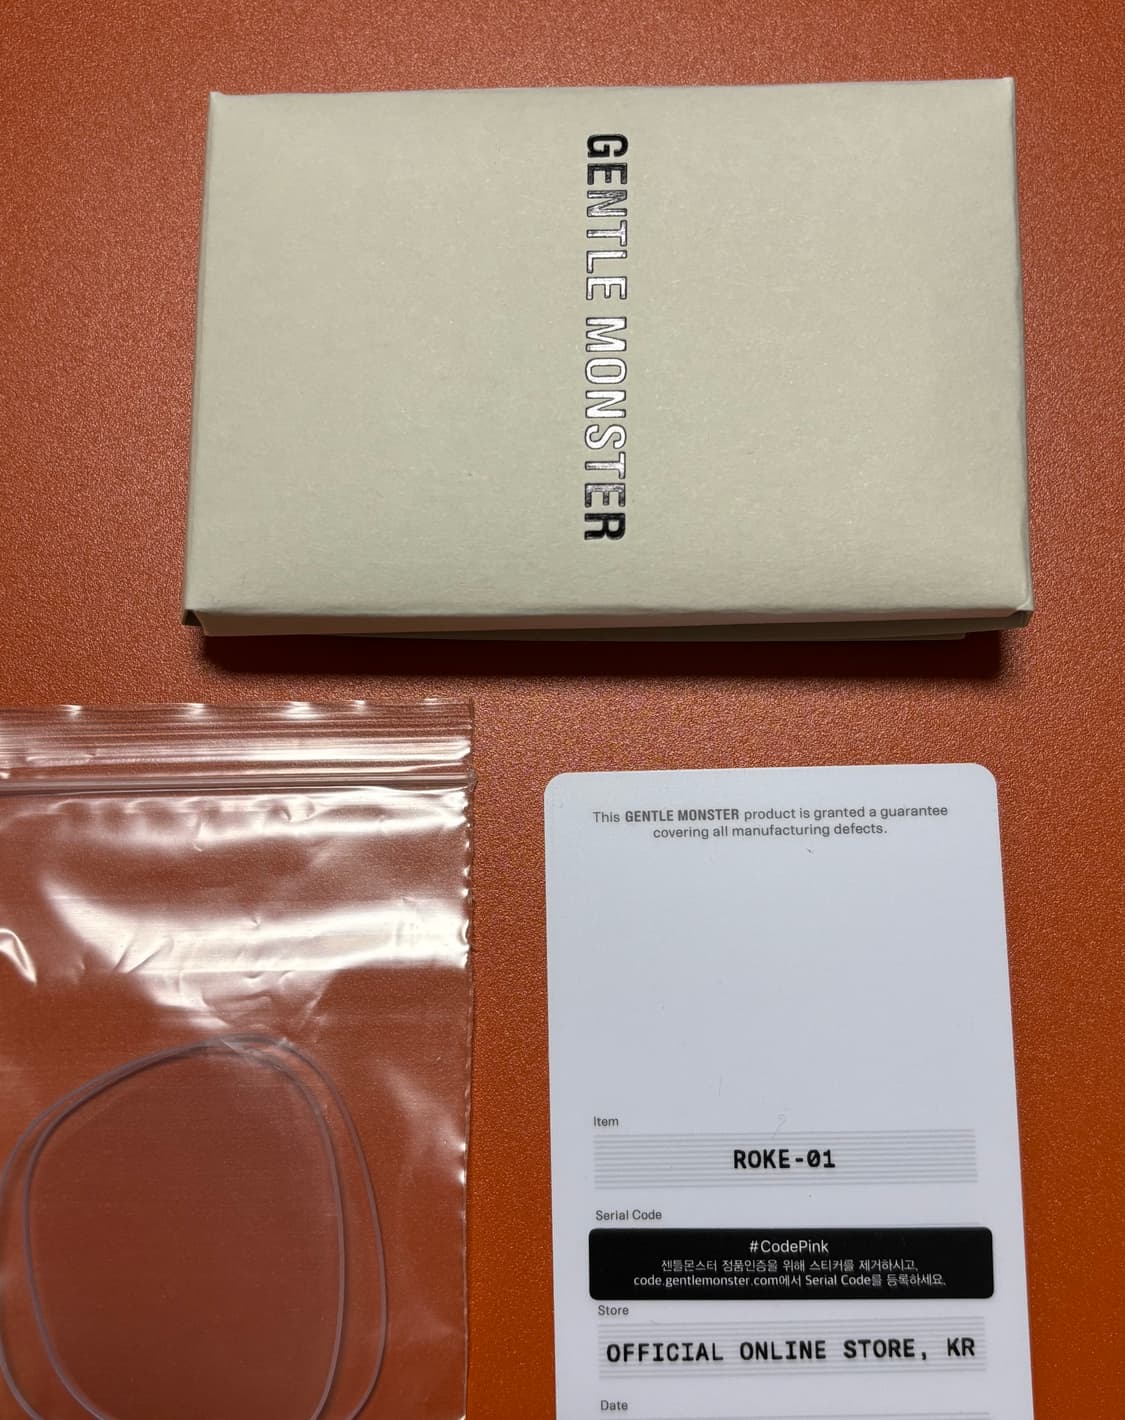 GENTLE MONSTER
This GENTLE MONSTER product is granted a guarantee
covering all manufacturing defects.
Item
ROKE-01
Serial Code
#CodePink
젠틀몬스터 정품인증을 위해 스티커를 제거하시고,
code.gentlemonster.com에서 Serial Code를 등록하세요.
Store
OFFICIAL ONLINE STORE, KR
Date